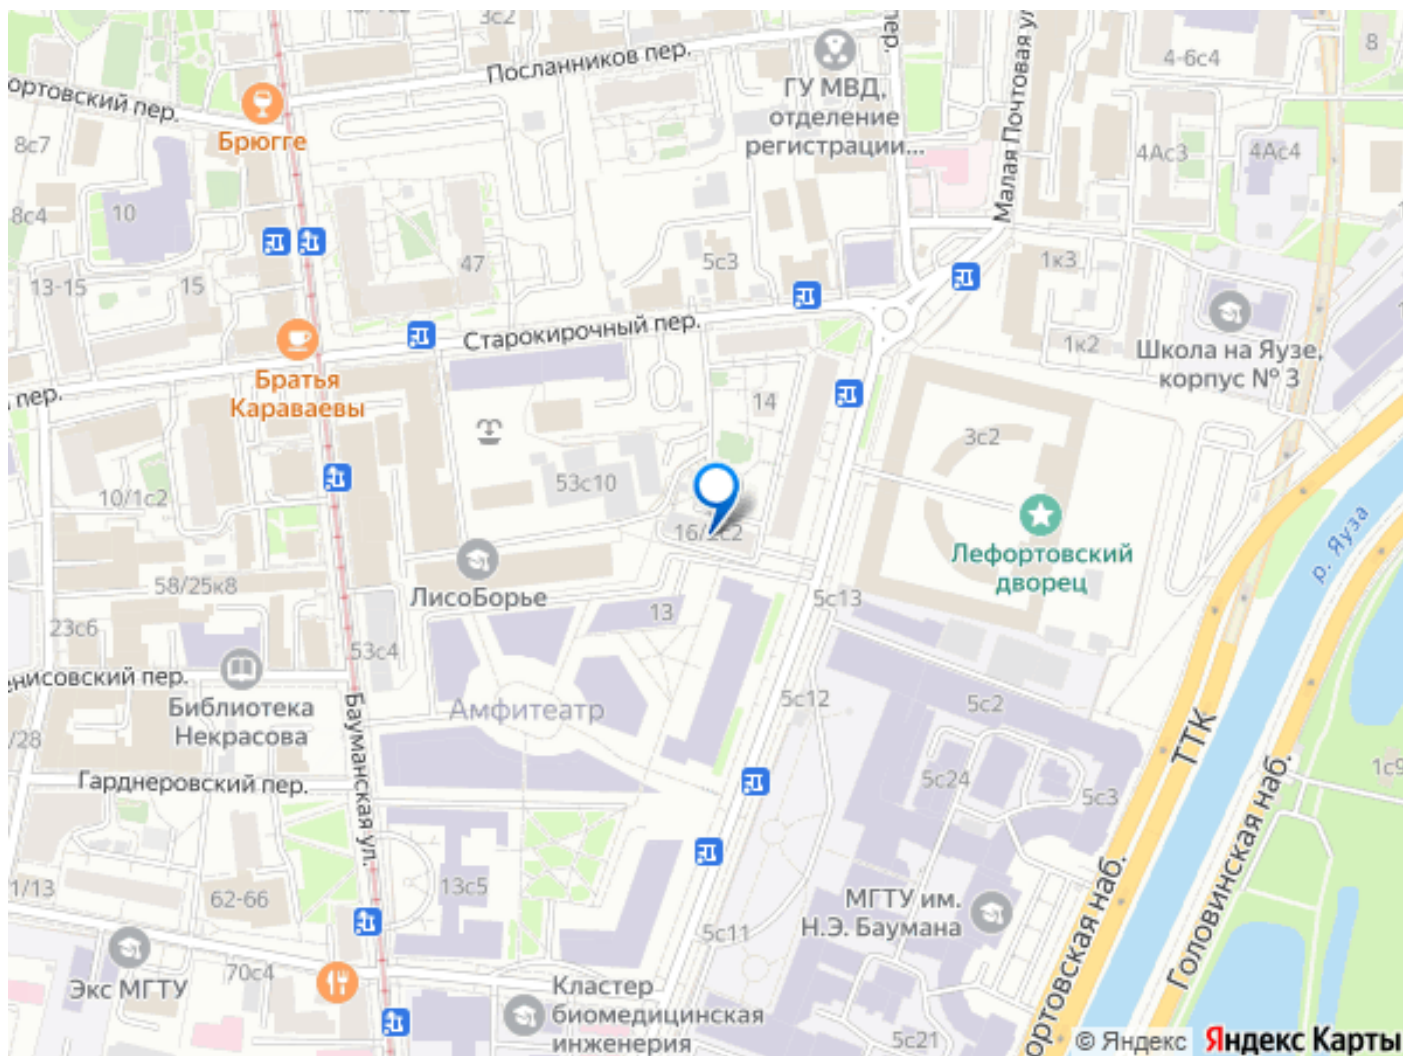 3с2
Посланников пер.
Малая Почтовая ул
пер.
8
4-6с4
ортовский пер.
Брюгге
ГУ МВД,
отделение
регистрации...
8с7
4Ас3
4Ас4
8с4
10
13-15
15
47
5с3
1к3
Старокирочный пер.
1к2
Школа на Яузе,
корпус № 3
Братья
Караваевы
пер.
14
3с2
10/1с2
53с10
р. Яуза
Лефортовский
дворец
58/25к8
ЛисоБорье
13
5с13
23с6
53с4
енисовский пер.
Библиотека
Некрасова
Бауманская ул.
Амфитеатр
5с12
5с2
/28
ТТК
Гарднеровский пер.
5с24
5с3
1с9
1/13
62-66
13с5
МГТУ им.
Н.Э. Баумана
ортовская наб.
Головинская наб.
5с11
Экс МГТУ
70с4
Кластер
биомедицинская
инженерия
5с21
© Яндекс Яндекс Карты